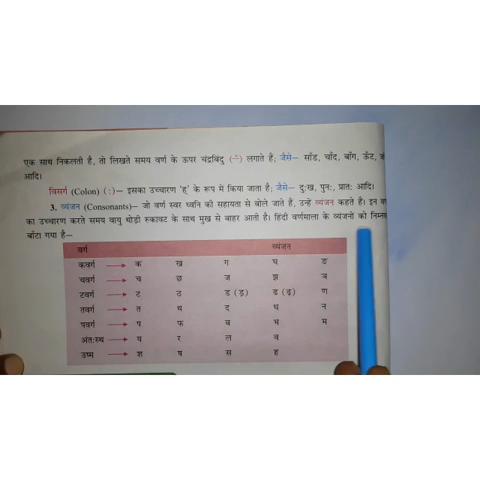 एक साथ निकलती है, तो लिखते समय वर्ण के ऊपर चंद्रबिंदु (ँ) लगाते हैं; जैसे— साँड, चाँद, बाँग, ऊँट,
आदि।
विसर्ग (Colon) (:)— इसका उच्चारण 'ह्' के रूप में किया जाता है; जैसे— दुःख, पुनः, प्रातः आदि।
3. व्यंजन (Consonants)— जो वर्ण स्वर ध्वनि की सहायता से बोले जाते हैं, उन्हें व्यंजन कहते हैं। इन
का उच्चारण करते समय वायु थोड़ी रुकावट के साथ मुख से बाहर आती है। हिंदी वर्णमाला के व्यंजनों को
बाँटा गया है—
वर्ग व्यंजन
कवर्ग → क ख ग घ ङ
चवर्ग → च छ ज झ ञ
टवर्ग → ट ठ ड (ड़) ढ (ढ़) ण
तवर्ग → त थ द ध न
पवर्ग → प फ ब भ म
अंतःस्थ → य र ल व
उष्म → श ष स ह